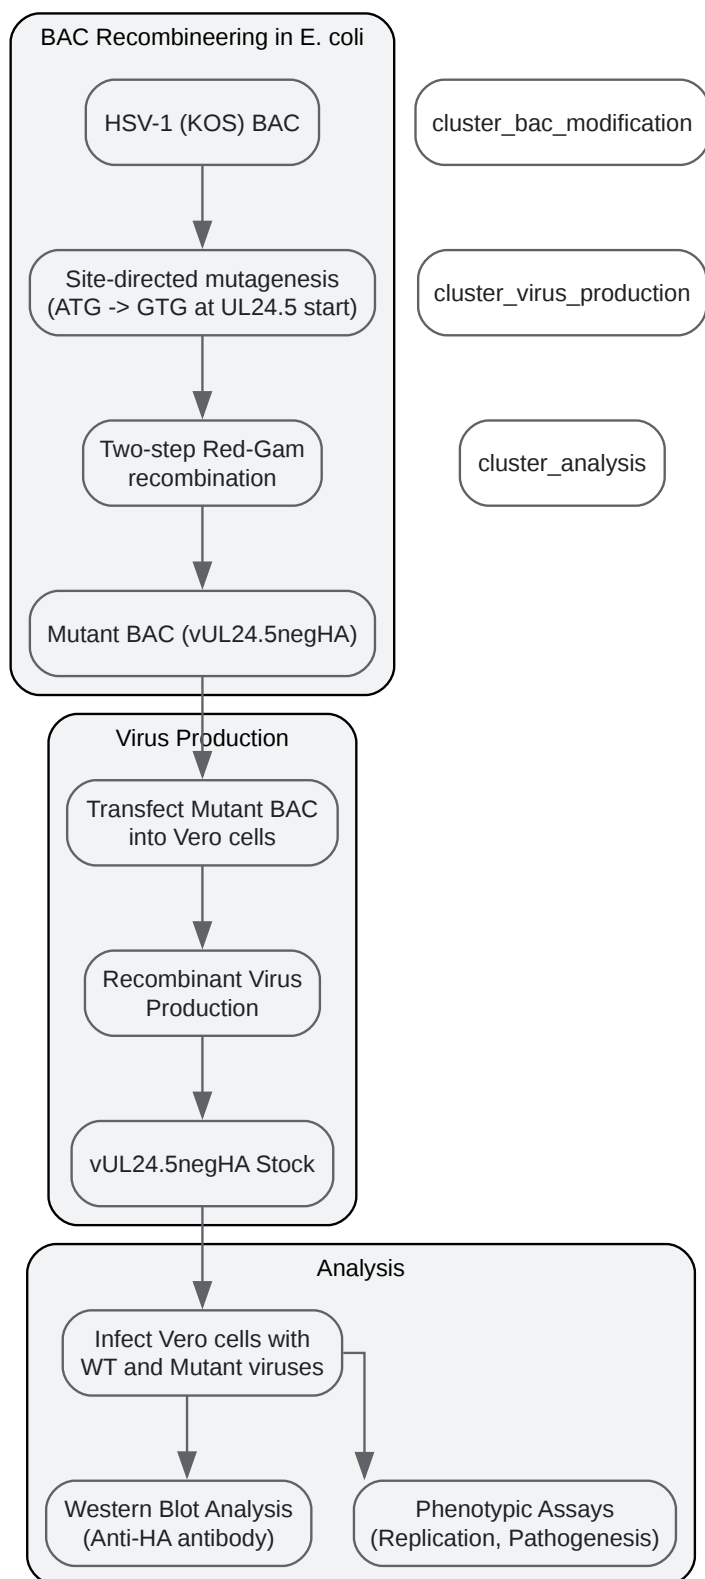 BAC Recombineering in E. coli
HSV-1 (KOS) BAC
cluster_bac_modification
Site-directed mutagenesis
(ATG -> GTG at UL24.5 start)
cluster_virus_production
Two-step Red-Gam
recombination
cluster_analysis
Mutant BAC (vUL24.5negHA)
Virus Production
Transfect Mutant BAC
into Vero cells
Recombinant Virus
Production
vUL24.5negHA Stock
Analysis
Infect Vero cells with
WT and Mutant viruses
Western Blot Analysis
(Anti-HA antibody)
Phenotypic Assays
(Replication, Pathogenesis)